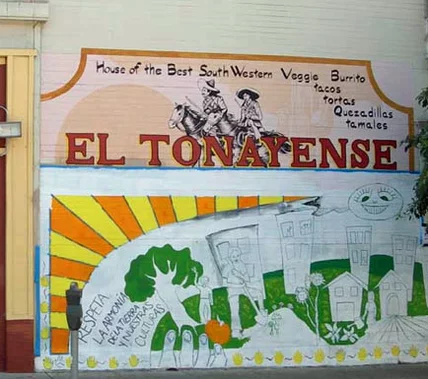 House of the Best South Western Veggie Burrito
tacos
tortas
Quezadillas
tamales
EL TONAYENSE
RESPETA
LA ARMONIA
DE LA TIERRA
Y NUESTRAS
CULTURAS